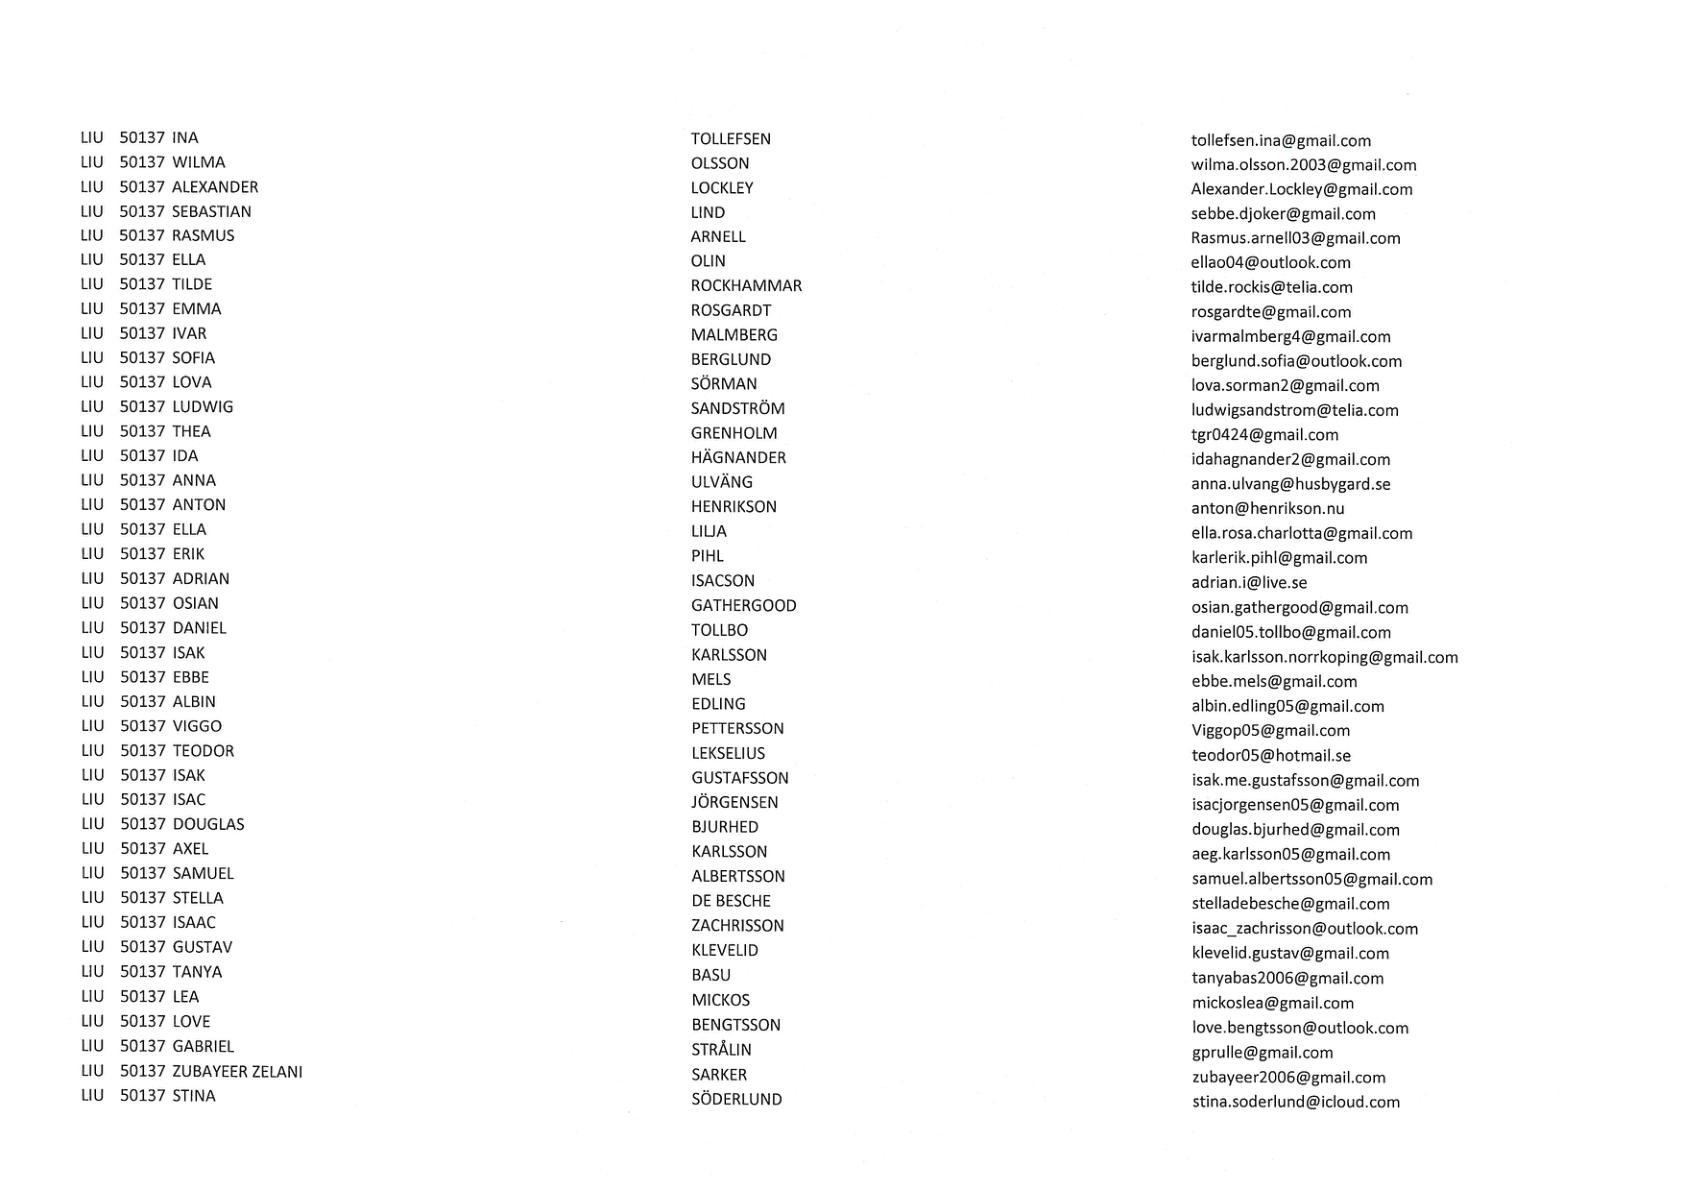 LIU 50137 INA TOLLEFSEN tollefsen.ina@gmail.com
LIU 50137 WILMA OLSSON wilma.olsson.2003@gmail.com
LIU 50137 ALEXANDER LOCKLEY Alexander.Lockley@gmail.com
LIU 50137 SEBASTIAN LIND sebbe.djoker@gmail.com
LIU 50137 RASMUS ARNELL Rasmus.arnell03@gmail.com
LIU 50137 ELLA OLIN ellao04@outlook.com
LIU 50137 TILDE ROCKHAMMAR tilde.rockis@telia.com
LIU 50137 EMMA ROSGARDT rosgardte@gmail.com
LIU 50137 IVAR MALMBERG ivarmalmberg4@gmail.com
LIU 50137 SOFIA BERGLUND berglund.sofia@outlook.com
LIU 50137 LOVA SÖRMAN lova.sorman2@gmail.com
LIU 50137 LUDWIG SANDSTRÖM ludwigsandstrom@telia.com
LIU 50137 THEA GRENHOLM tgr0424@gmail.com
LIU 50137 IDA HÄGNANDER idahagnander2@gmail.com
LIU 50137 ANNA ULVÄNG anna.ulvang@husbygard.se
LIU 50137 ANTON HENRIKSON anton@henrikson.nu
LIU 50137 ELLA LILJA ella.rosa.charlotta@gmail.com
LIU 50137 ERIK PIHL karlerik.pihl@gmail.com
LIU 50137 ADRIAN ISACSON adrian.i@live.se
LIU 50137 OSIAN GATHERGOOD osian.gathergood@gmail.com
LIU 50137 DANIEL TOLLBO daniel05.tollbo@gmail.com
LIU 50137 ISAK KARLSSON isak.karlsson.norrkoping@gmail.com
LIU 50137 EBBE MELS ebbe.mels@gmail.com
LIU 50137 ALBIN EDLING albin.edling05@gmail.com
LIU 50137 VIGGO PETTERSSON Viggop05@gmail.com
LIU 50137 TEODOR LEKSELIUS teodor05@hotmail.se
LIU 50137 ISAK GUSTAFSSON isak.me.gustafsson@gmail.com
LIU 50137 ISAC JÖRGENSEN isacjorgensen05@gmail.com
LIU 50137 DOUGLAS BJURHED douglas.bjurhed@gmail.com
LIU 50137 AXEL KARLSSON aeg.karlsson05@gmail.com
LIU 50137 SAMUEL ALBERTSSON samuel.albertsson05@gmail.com
LIU 50137 STELLA DE BESCHE stelladebesche@gmail.com
LIU 50137 ISAAC ZACHRISSON isaac_zachrisson@outlook.com
LIU 50137 GUSTAV KLEVELID klevelid.gustav@gmail.com
LIU 50137 TANYA BASU tanyabas2006@gmail.com
LIU 50137 LEA MICKOS mickoslea@gmail.com
LIU 50137 LOVE BENGTSSON love.bengtsson@outlook.com
LIU 50137 GABRIEL STRÅLIN gprulle@gmail.com
LIU 50137 ZUBAYEER ZELANI SARKER zubayeer2006@gmail.com
LIU 50137 STINA SÖDERLUND stina.soderlund@icloud.com